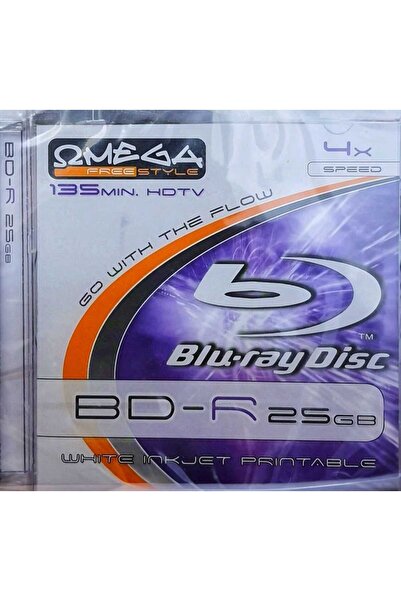 ΩMEGA
FREESTYLE
4x
SPEED
135MIN. HDTV
GO WITH THE FLOW
Blu-ray Disc
TM
BD-R 25GB
WHITE INKJET PRINTABLE
BD-R 25GB